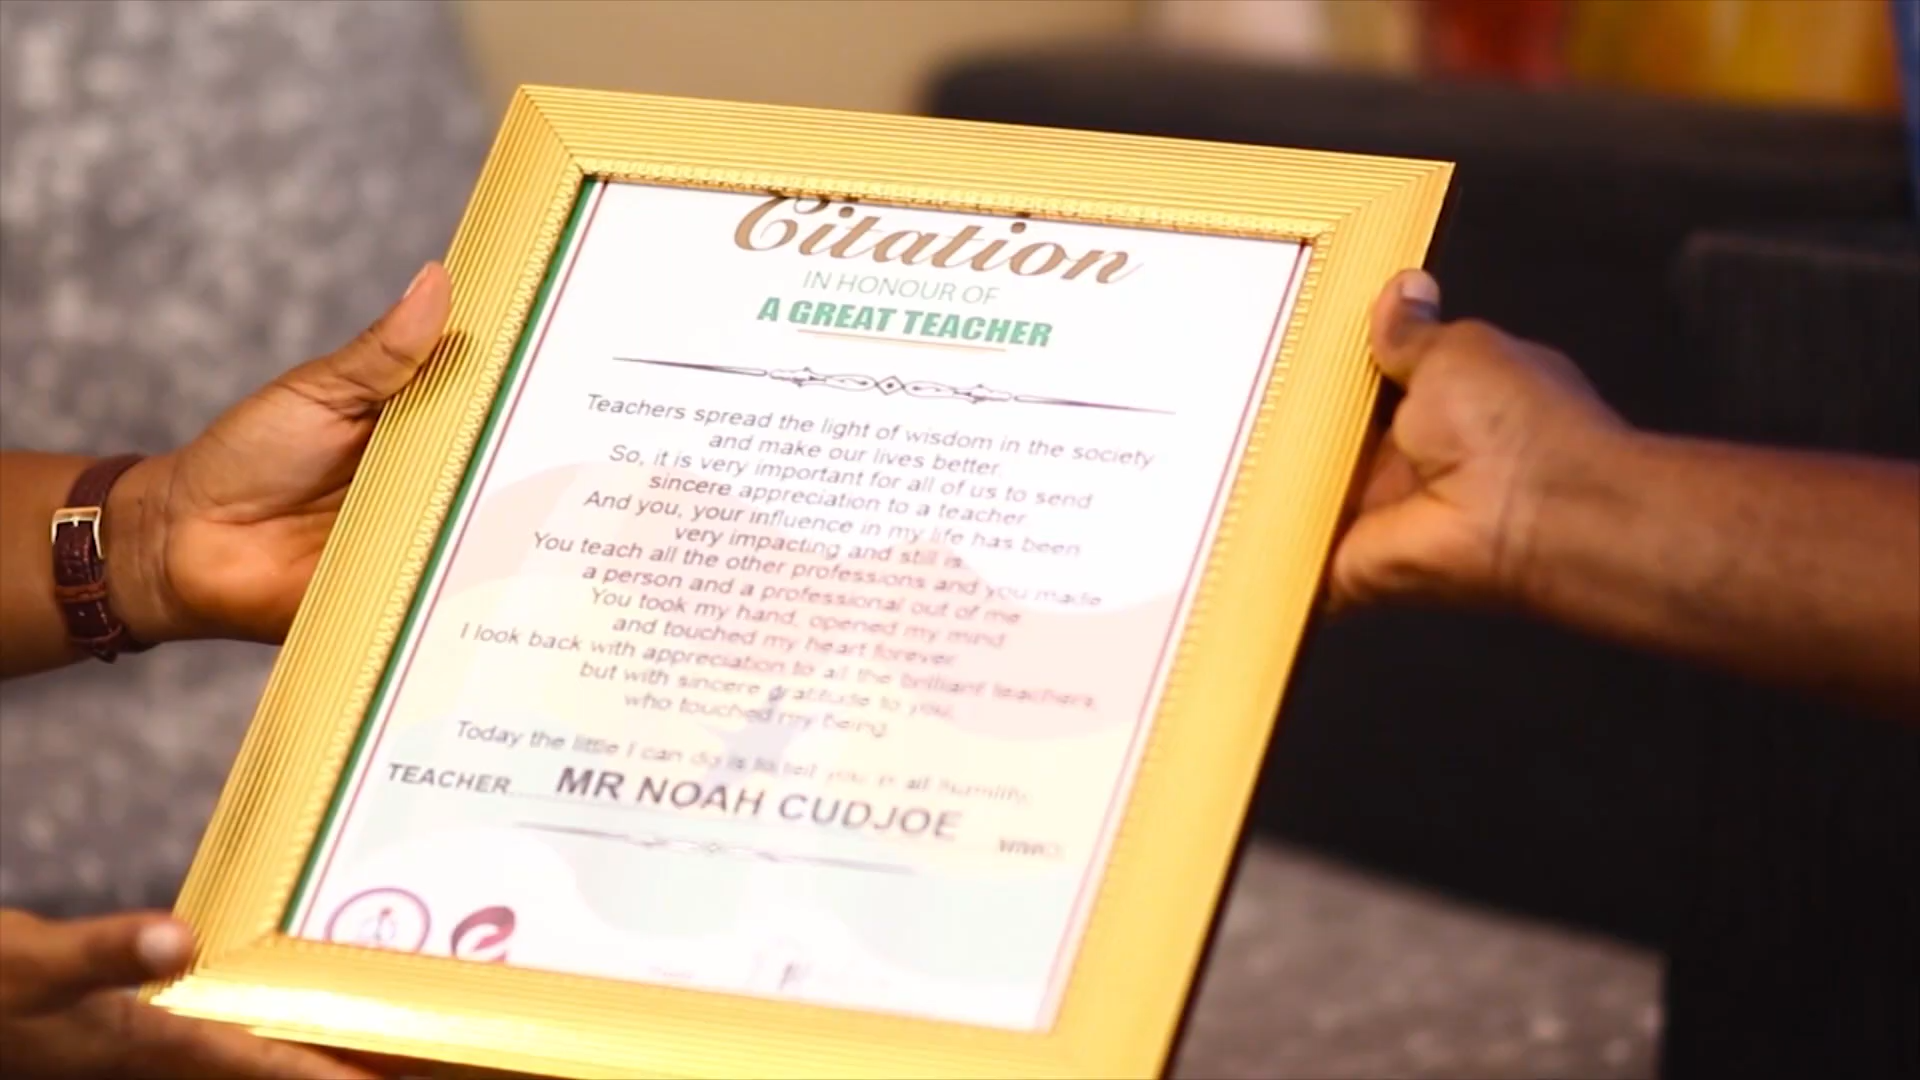 Citation
IN HONOUR OF
A GREAT TEACHER
Teachers spread the light of wisdom in the society
and make our lives better.
So, it is very important for all of us to send
sincere appreciation to a teacher.
And you, your influence in my life has been
very impacting and still is.
You teach all the other professions and you made
a person and a professional out of me
You took my hand, opened my mind
and touched my heart forever.
I look back with appreciation to all the brilliant teachers,
but with sincere gratitude to you,
who touched my being.
Today the little I can do is to tell you in all humility,
TEACHER... MR NOAH CUDJOE